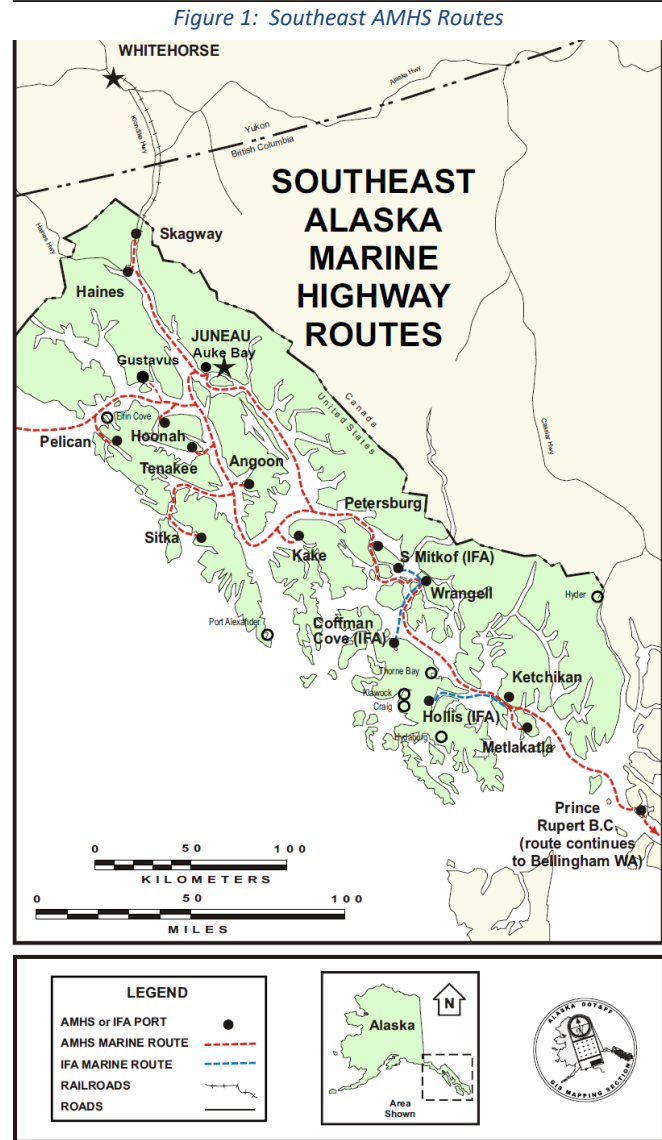 Figure 1:  Southeast AMHS Routes
WHITEHORSE
Alaska Hwy
Klondike Hwy
Yukon
British Columbia
SOUTHEAST
ALASKA
MARINE
HIGHWAY
ROUTES
Haines Hwy
Skagway
Haines
JUNEAU
Auke Bay
Gustavus
Canada
United States
Cassiar Hwy
Elfin Cove
Pelican
Hoonah
Tenakee
Angoon
Petersburg
Sitka
Kake
S Mitkof (IFA)
Wrangell
Hyder
Port Alexander
Coffman
Cove (IFA)
Thorne Bay
Ketchikan
Klawock
Craig
Hollis (IFA)
Hydaburg
Metlakatla
Prince
Rupert B.C.
(route continues
to Bellingham WA)
0 50 100
KILOMETERS
0 50 100
MILES
LEGEND
AMHS or IFA PORT
AMHS MARINE ROUTE
IFA MARINE ROUTE
RAILROADS
ROADS
N
Alaska
Area
Shown
ALASKA DOT&PF
GIS MAPPING SECTION